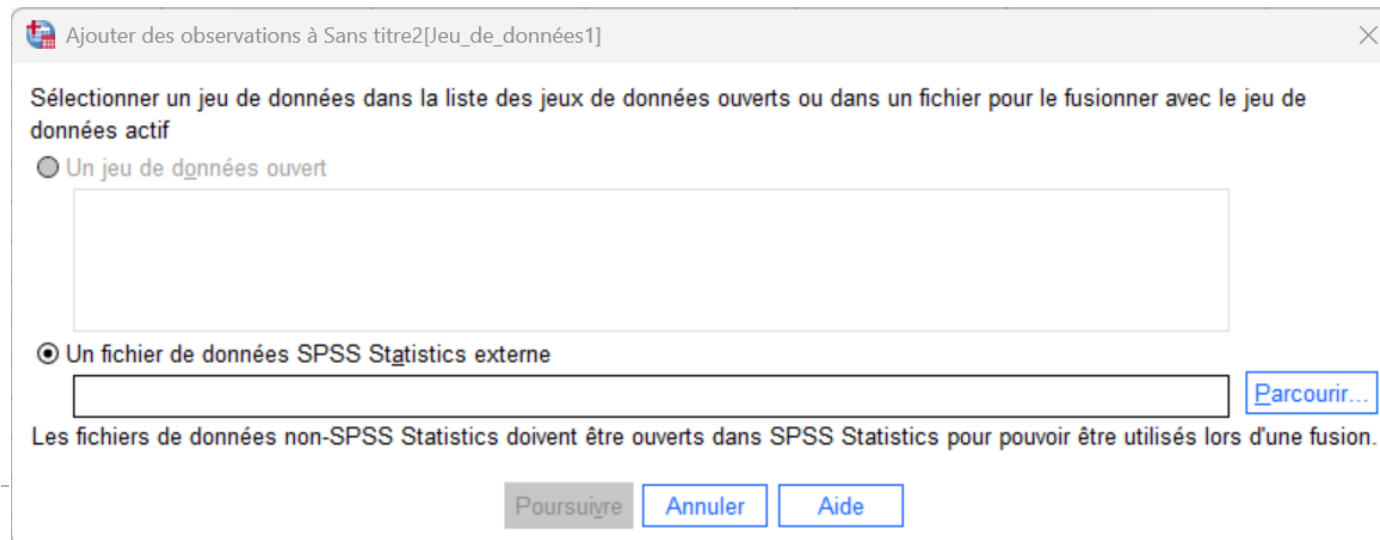 Ajouter des observations à Sans titre2[Jeu_de_données1]
Sélectionner un jeu de données dans la liste des jeux de données ouverts ou dans un fichier pour le fusionner avec le jeu de
données actif
Un jeu de données ouvert
Un fichier de données SPSS Statistics externe
Parcourir...
Les fichiers de données non-SPSS Statistics doivent être ouverts dans SPSS Statistics pour pouvoir être utilisés lors d'une fusion.
Poursuivre Annuler Aide